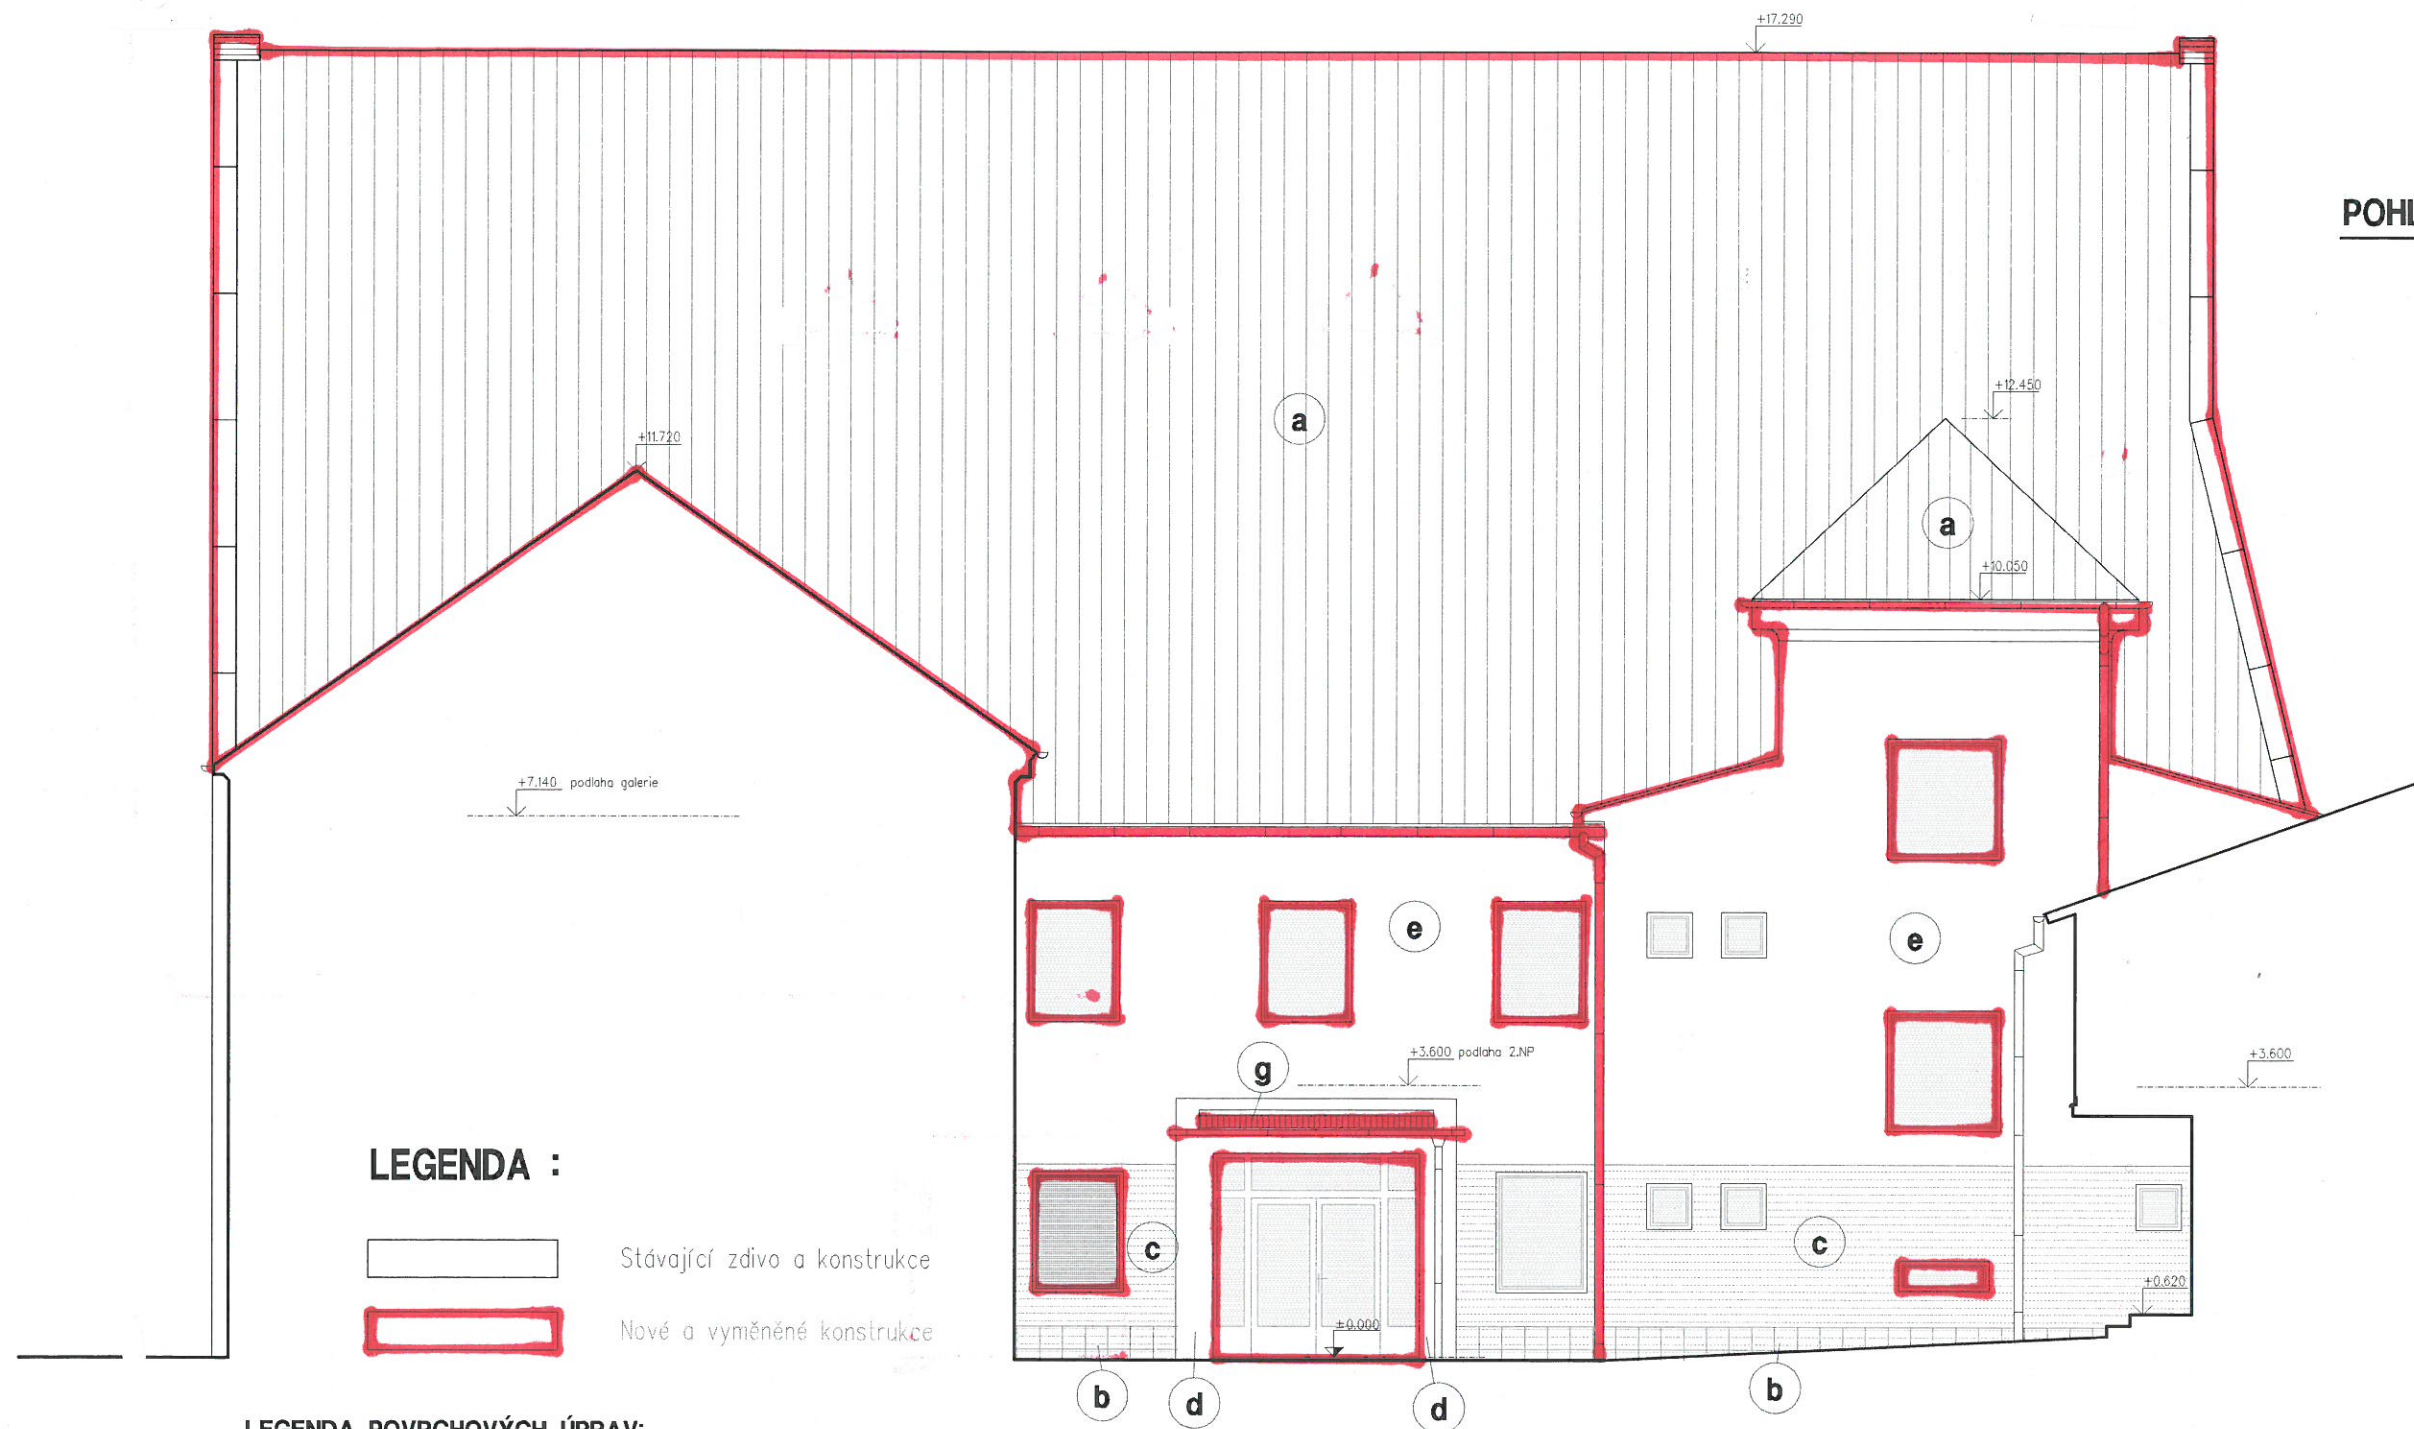 +17.290
POHL
+12.450
a
+11.720
a
+10.050
+7.140 podlaha galerie
e
e
+3.600 podlaha 2.NP
+3.600
g
LEGENDA :
c
c
Stávající zdivo a konstrukce
+0.620
Nové a vyměněné konstrukce
±0.000
b
d
d
b
LEGENDA POVRCHOVÝCH ÚPRAV: